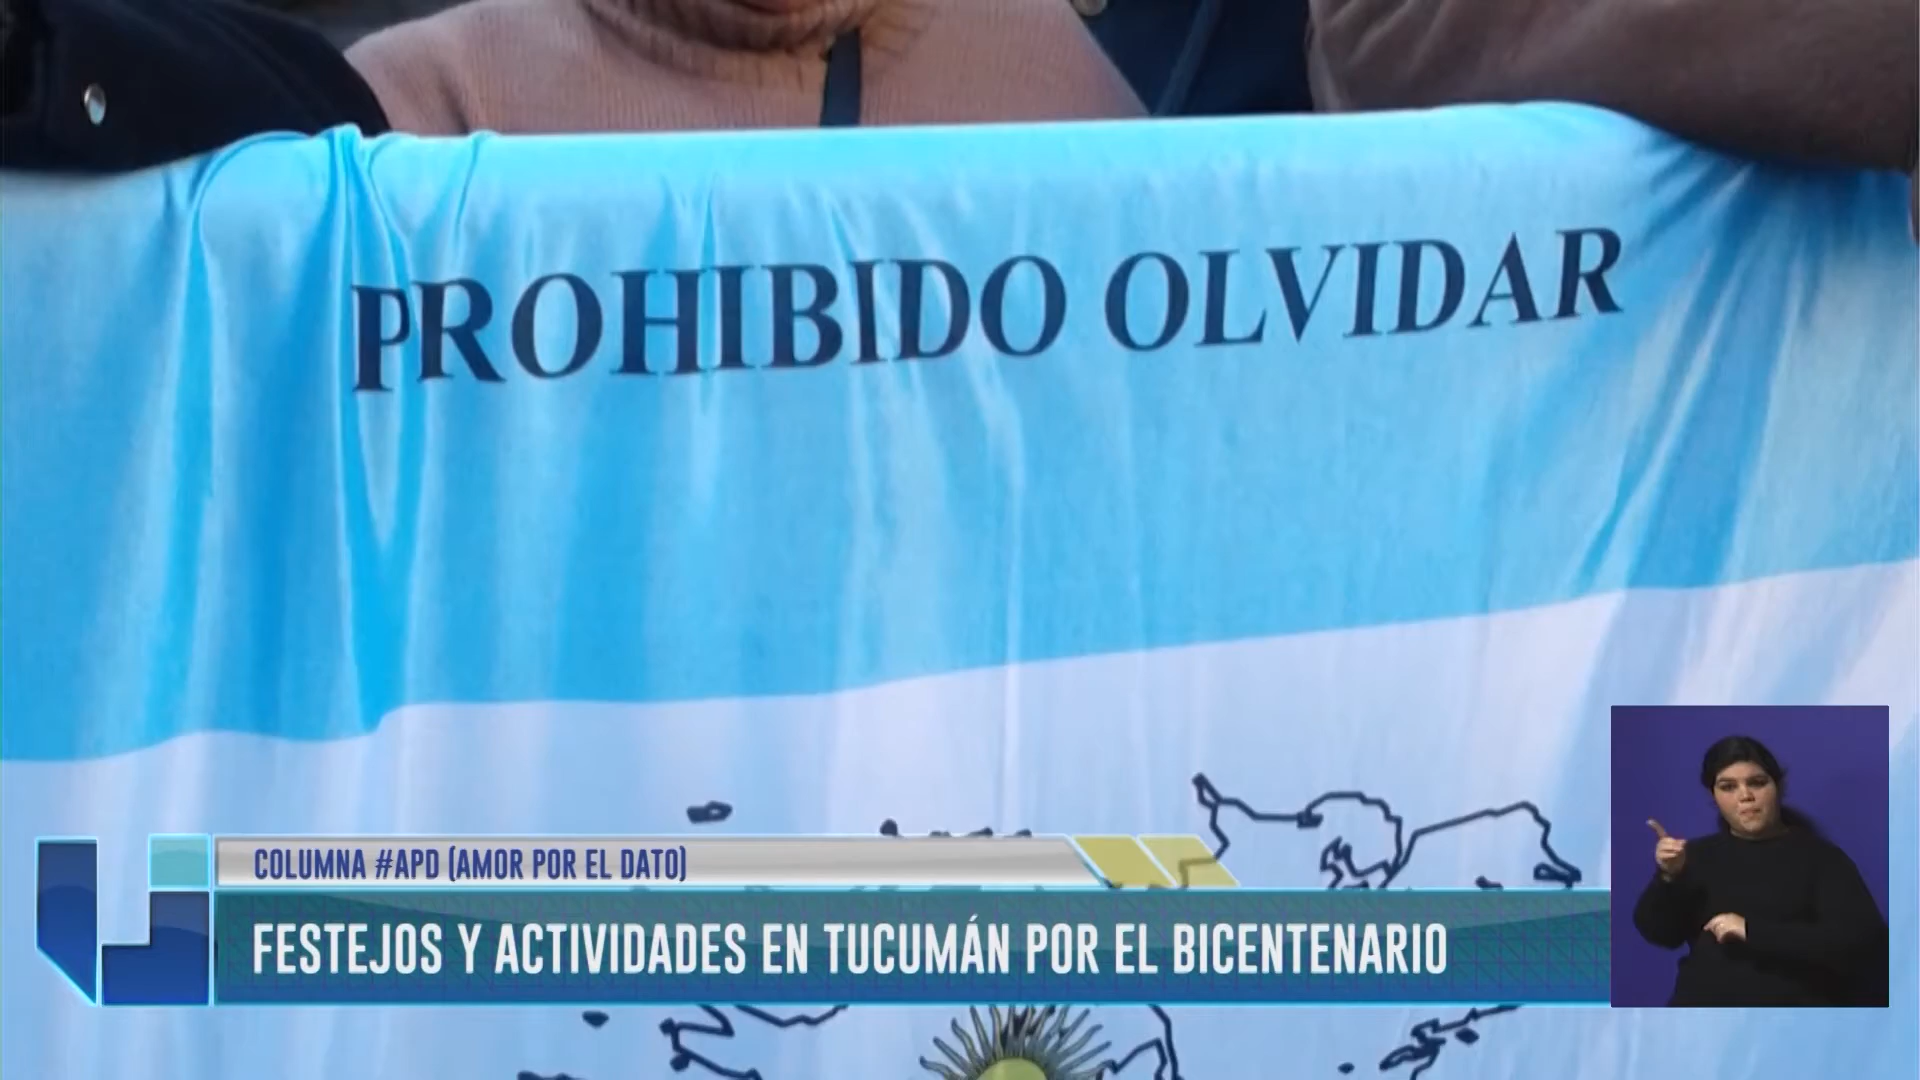 PROHIBIDO OLVIDAR
COLUMNA #APD (AMOR POR EL DATO)
FESTEJOS Y ACTIVIDADES EN TUCUMÁN POR EL BICENTENARIO